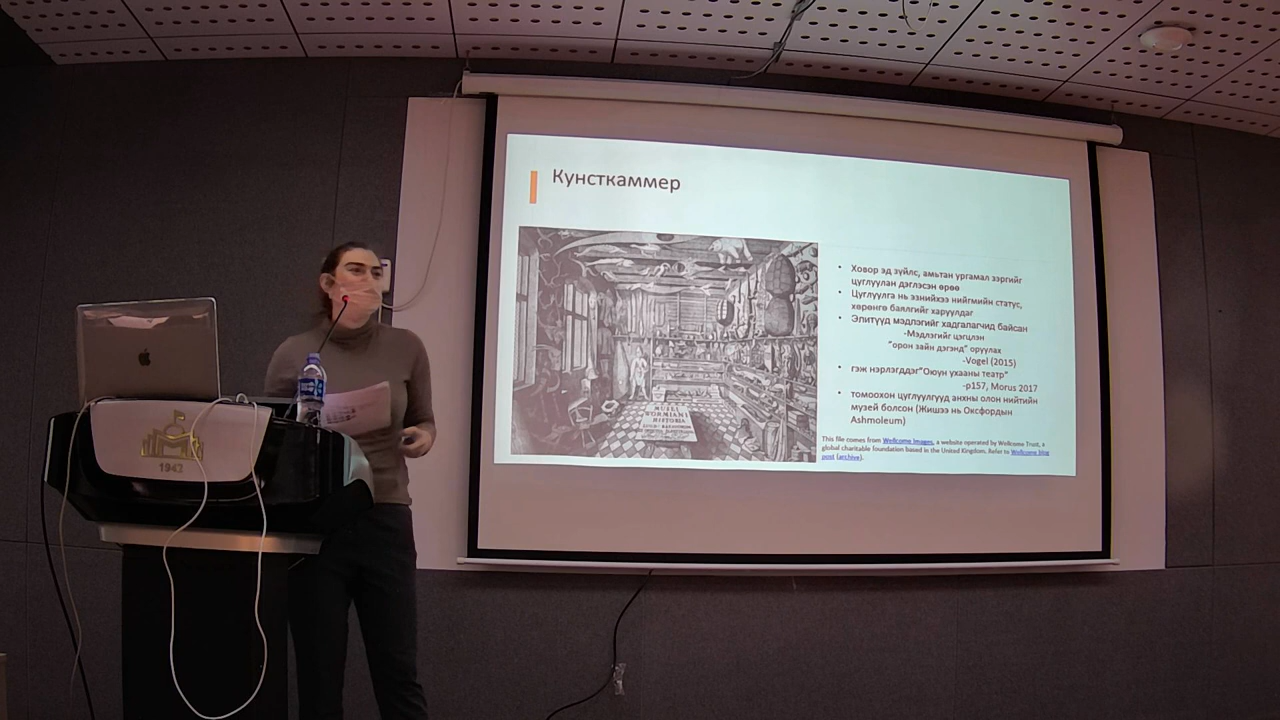 Кунсткаммер
• Ховор эд зүйлс, амьтан ургамал зэргийг
цуглуулан дэглэсэн өрөө
• Цуглуулга нь эзнийхээ нийгмийн статус,
хөрөнгө баялгийг харуулдаг
• Элитүүд мэдлэгийг хадгалагчид байсан
-Мэдлэгийг цэгцлэн
"орон зайн дэгэнд" оруулах
-Vogel (2015)
• гэж нэрлэгддэг"Оюун ухааны театр"
-p157, Morus 2017
• томоохон цуглуулгууд анхны олон нийтийн
музей болсон (Жишээ нь Оксфордын
Ashmoleum)
This file comes from Wellcome Images, a website operated by Wellcome Trust, a
global charitable foundation based in the United Kingdom. Refer to Wellcome blog
post (archive).
MUSEI
WORMIANI
HISTORIA
1942